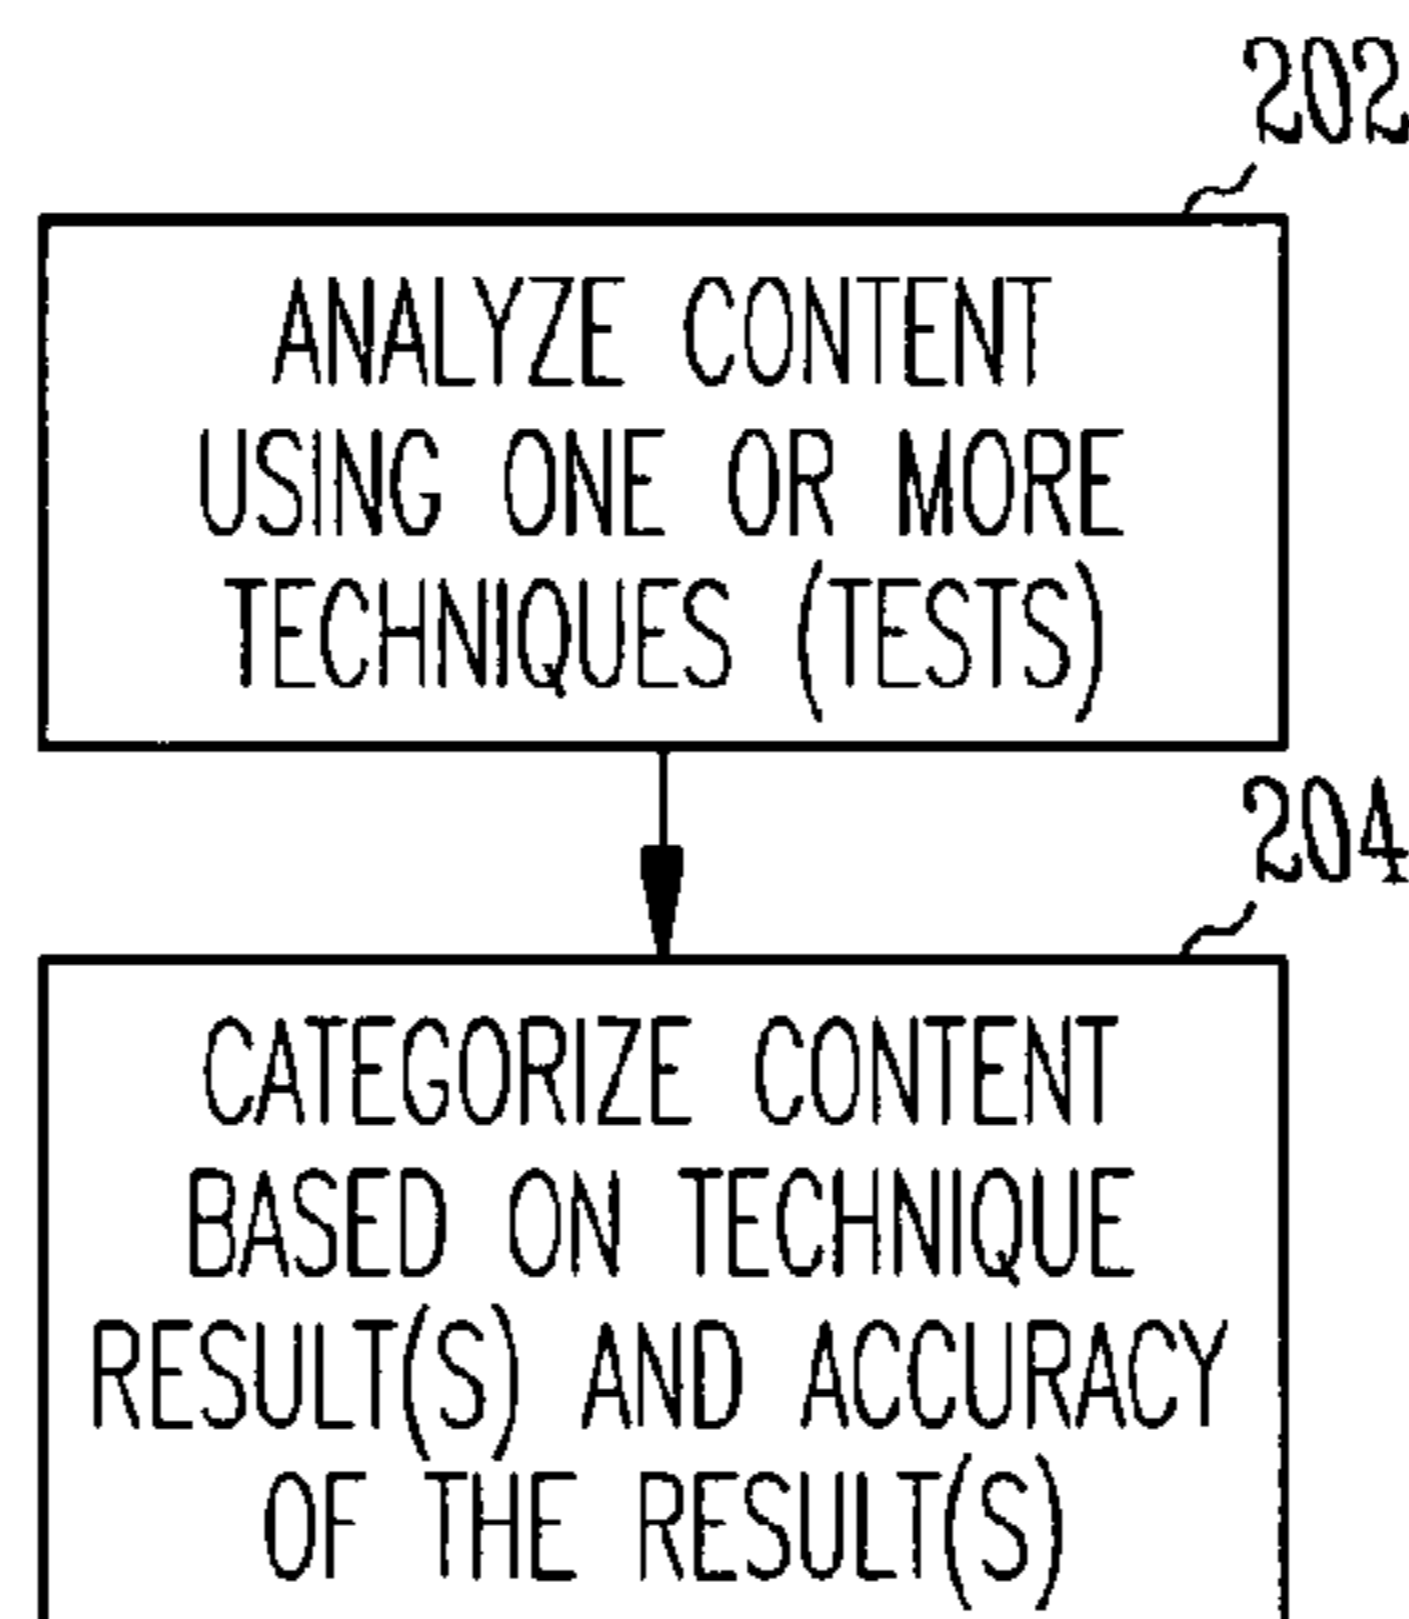 202
ANALYZE CONTENT
USING ONE OR MORE
TECHNIQUES (TESTS)
204
CATEGORIZE CONTENT
BASED ON TECHNIQUE
RESULT(S) AND ACCURACY
OF THE RESULT(S)